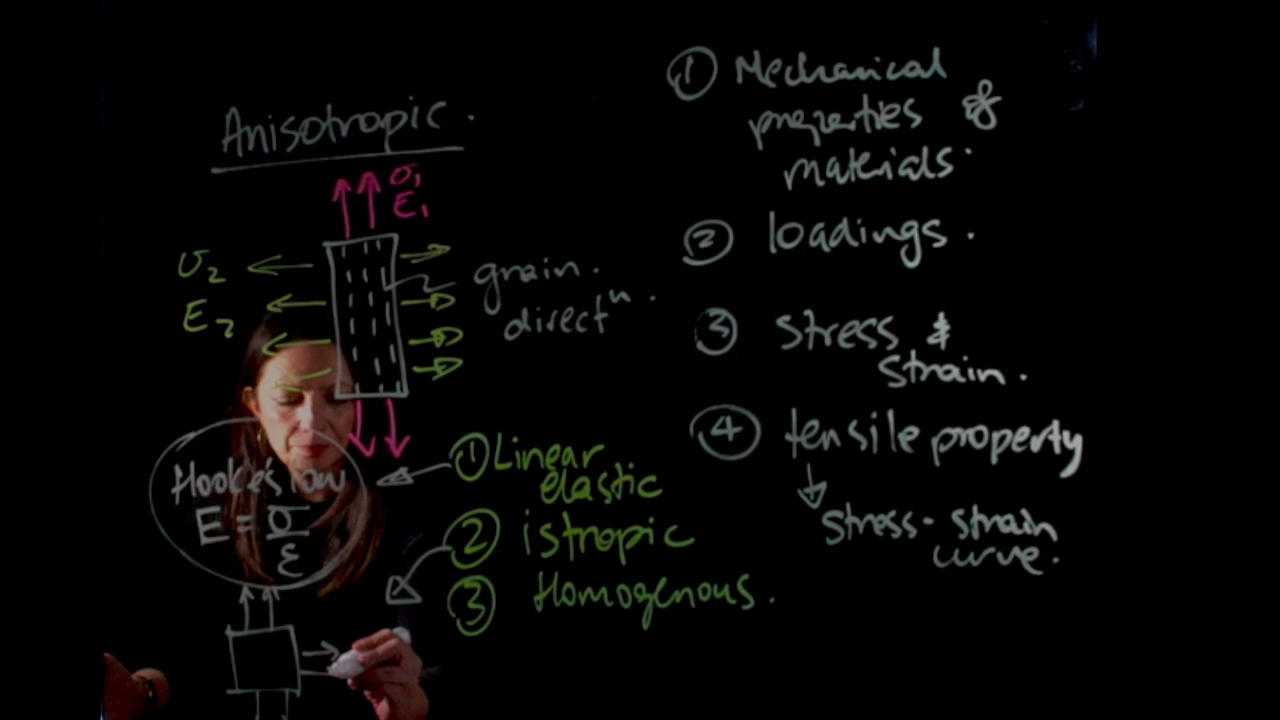 Anisotropic.
σ₁
E₁
σ₂
E₂
grain.
directⁿ.
Hooke's law
E = σ/ε
① Linear
elastic
② istropic
③ Homogenous.
① Mechanical
properties of
materials.
② loadings.
③ stress &
strain.
④ tensile property
stress - strain
curve.